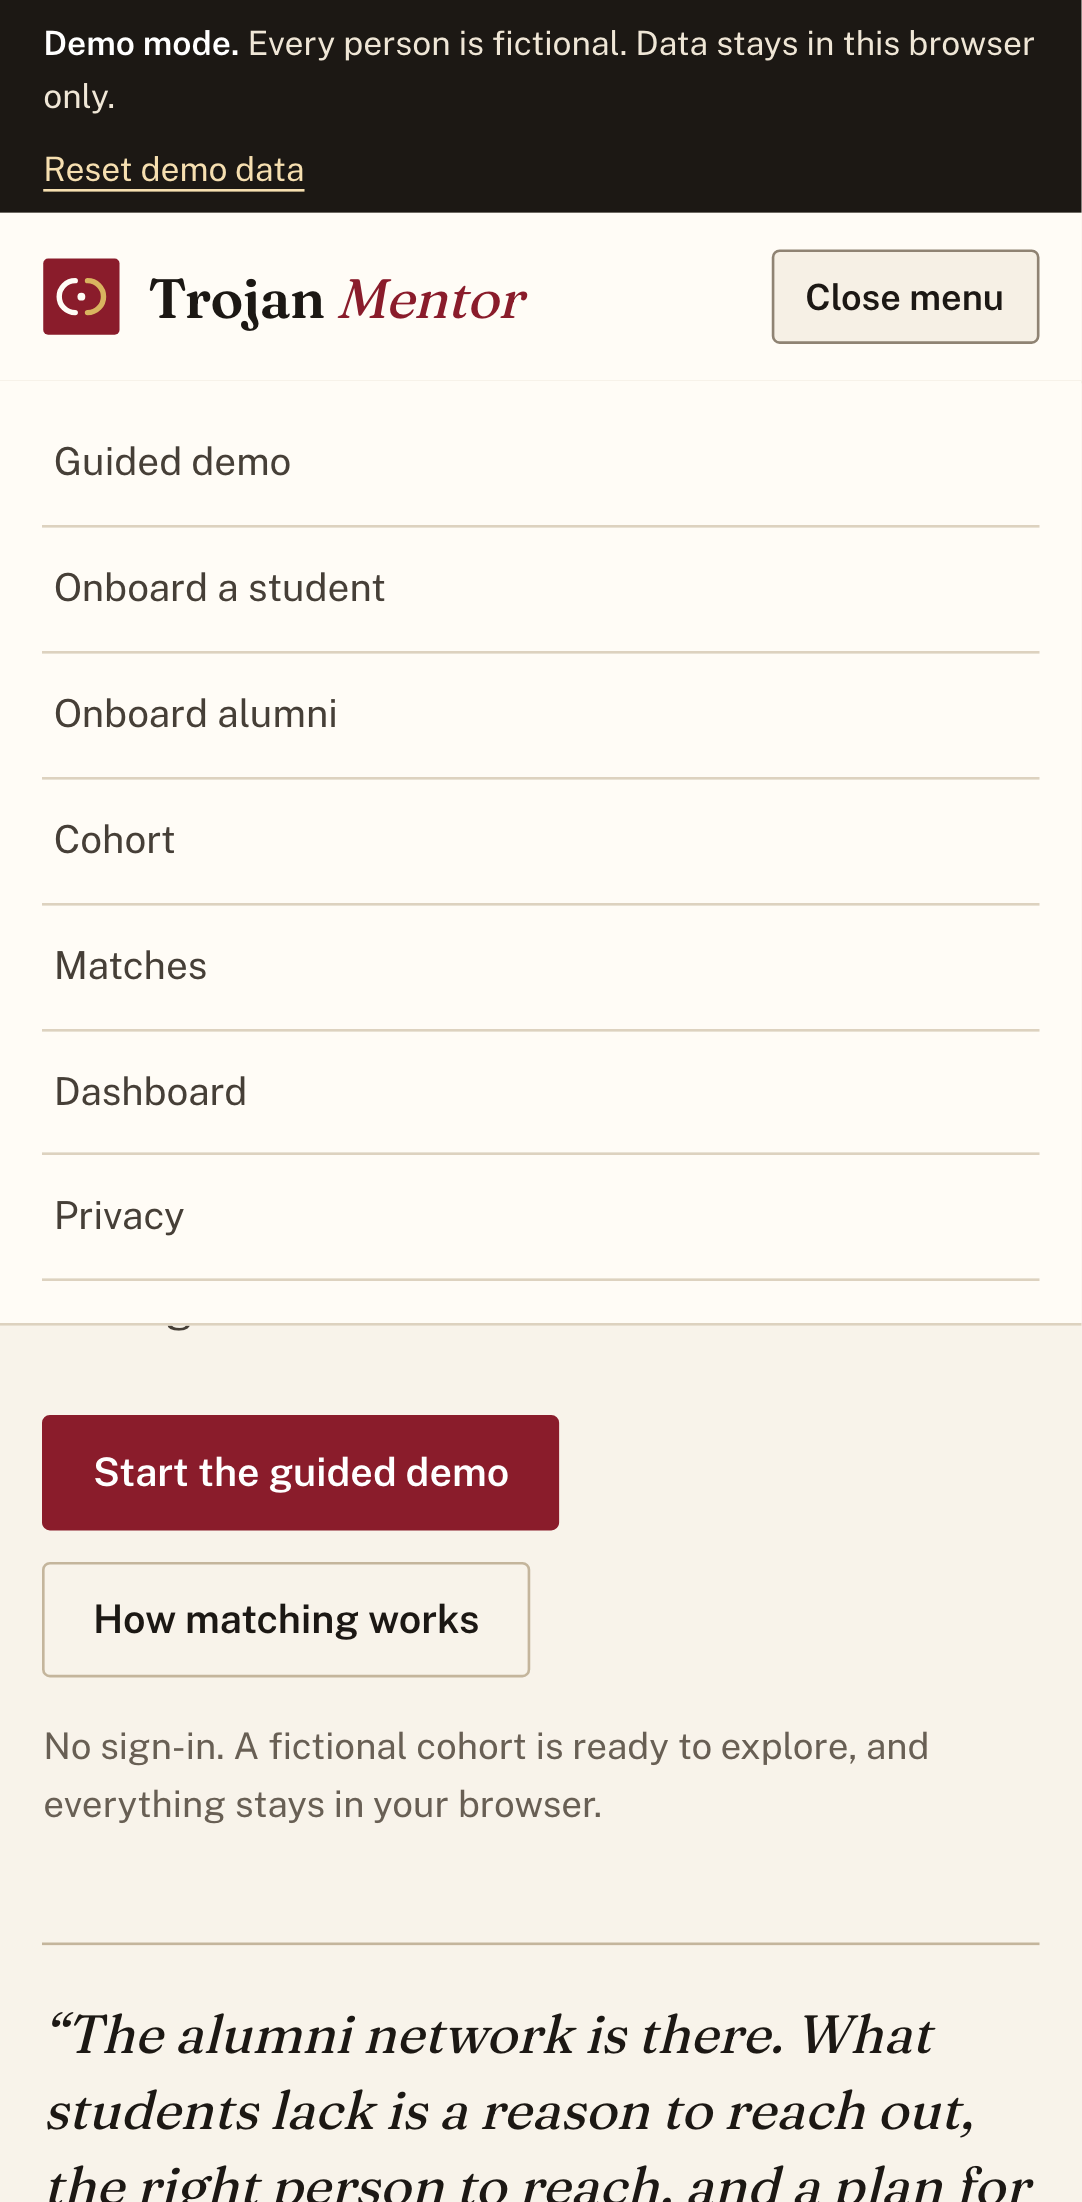 Demo mode. Every person is fictional. Data stays in this browser
only.
Reset demo data
Trojan Mentor
Close menu
Guided demo
Onboard a student
Onboard alumni
Cohort
Matches
Dashboard
Privacy
Start the guided demo
How matching works
No sign-in. A fictional cohort is ready to explore, and
everything stays in your browser.
“The alumni network is there. What
students lack is a reason to reach out,
the right person to reach, and a plan for